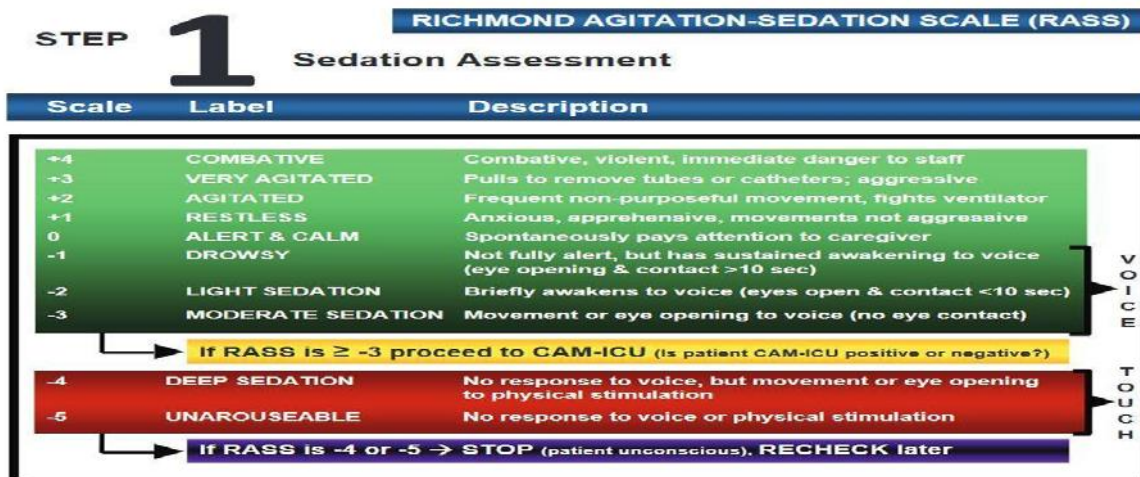 RICHMOND AGITATION-SEDATION SCALE (RASS)
STEP 1
Sedation Assessment
Scale Label Description
+4 COMBATIVE Combative, violent, immediate danger to staff
+3 VERY AGITATED Pulls to remove tubes or catheters; aggressive
+2 AGITATED Frequent non-purposeful movement, fights ventilator
+1 RESTLESS Anxious, apprehensive, movements not aggressive
0 ALERT & CALM Spontaneously pays attention to caregiver
-1 DROWSY Not fully alert, but has sustained awakening to voice
(eye opening & contact >10 sec)
-2 LIGHT SEDATION Briefly awakens to voice (eyes open & contact <10 sec)
-3 MODERATE SEDATION Movement or eye opening to voice (no eye contact)
VOICE
If RASS is ≥ -3 proceed to CAM-ICU (Is patient CAM-ICU positive or negative?)
-4 DEEP SEDATION No response to voice, but movement or eye opening
to physical stimulation
-5 UNAROUSEABLE No response to voice or physical stimulation
TOUCH
If RASS is -4 or -5 → STOP (patient unconscious), RECHECK later